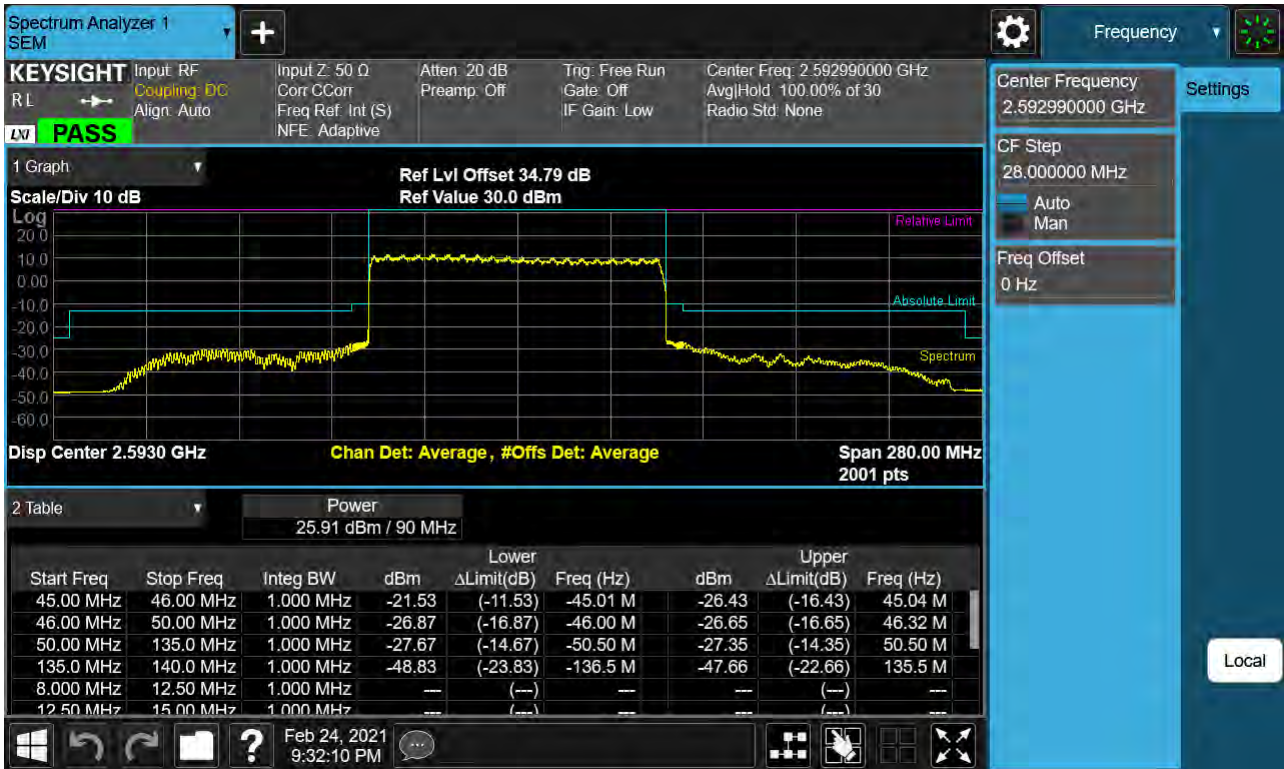 Spectrum Analyzer 1
SEM
Frequency
KEYSIGHT
R L
LXI PASS
Input: RF
Coupling: DC
Align: Auto
Input Z: 50 Ω
Corr CCorr
Freq Ref: Int (S)
NFE: Adaptive
Atten: 20 dB
Preamp: Off
Trig: Free Run
Gate: Off
IF Gain: Low
Center Freq: 2.592990000 GHz
Avg|Hold: 100.00% of 30
Radio Std: None
Center Frequency
2.592990000 GHz
Settings
CF Step
28.000000 MHz
Auto
Man
Freq Offset
0 Hz
Local
1 Graph
Scale/Div 10 dB
Ref Lvl Offset 34.79 dB
Ref Value 30.0 dBm
Log
20.0
10.0
0.00
-10.0
-20.0
-30.0
-40.0
-50.0
-60.0
Relative Limit
Absolute Limit
Spectrum
Disp Center 2.5930 GHz
Chan Det: Average, #Offs Det: Average
Span 280.00 MHz
2001 pts
2 Table
Power
25.91 dBm / 90 MHz
Lower Upper
Start Freq Stop Freq Integ BW dBm ΔLimit(dB) Freq (Hz) dBm ΔLimit(dB) Freq (Hz)
45.00 MHz 46.00 MHz 1.000 MHz -21.53 (-11.53) -45.01 M -26.43 (-16.43) 45.04 M
46.00 MHz 50.00 MHz 1.000 MHz -26.87 (-16.87) -46.00 M -26.65 (-16.65) 46.32 M
50.00 MHz 135.0 MHz 1.000 MHz -27.67 (-14.67) -50.50 M -27.35 (-14.35) 50.50 M
135.0 MHz 140.0 MHz 1.000 MHz -48.83 (-23.83) -136.5 M -47.66 (-22.66) 135.5 M
8.000 MHz 12.50 MHz 1.000 MHz --- (---) --- --- (---) ---
12.50 MHz 15.00 MHz 1.000 MHz --- (---) --- --- (---) ---
Feb 24, 2021
9:32:10 PM